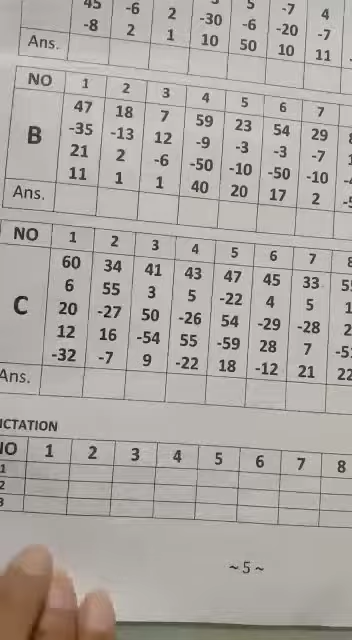 45 -6 2 -30 5 -7 4
-8 2 1 10 -6 -20 -7
Ans. 50 10 11
NO 1 2 3 4 5 6 7
47 18 7 59 23 54 29
B -35 -13 12 -9 -3 -3 -7
21 2 -6 -50 -10 -50 -10
11 1 1 40 20 17 2
Ans.
NO 1 2 3 4 5 6 7 8
60 34 41 43 47 45 33
6 55 3 5 -22 4 5
C 20 -27 50 -26 54 -29 -28
12 16 -54 55 -59 28 7
-32 -7 9 -22 18 -12 21 22
Ans.
ICTATION
NO 1 2 3 4 5 6 7 8
1
2
3
~ 5 ~